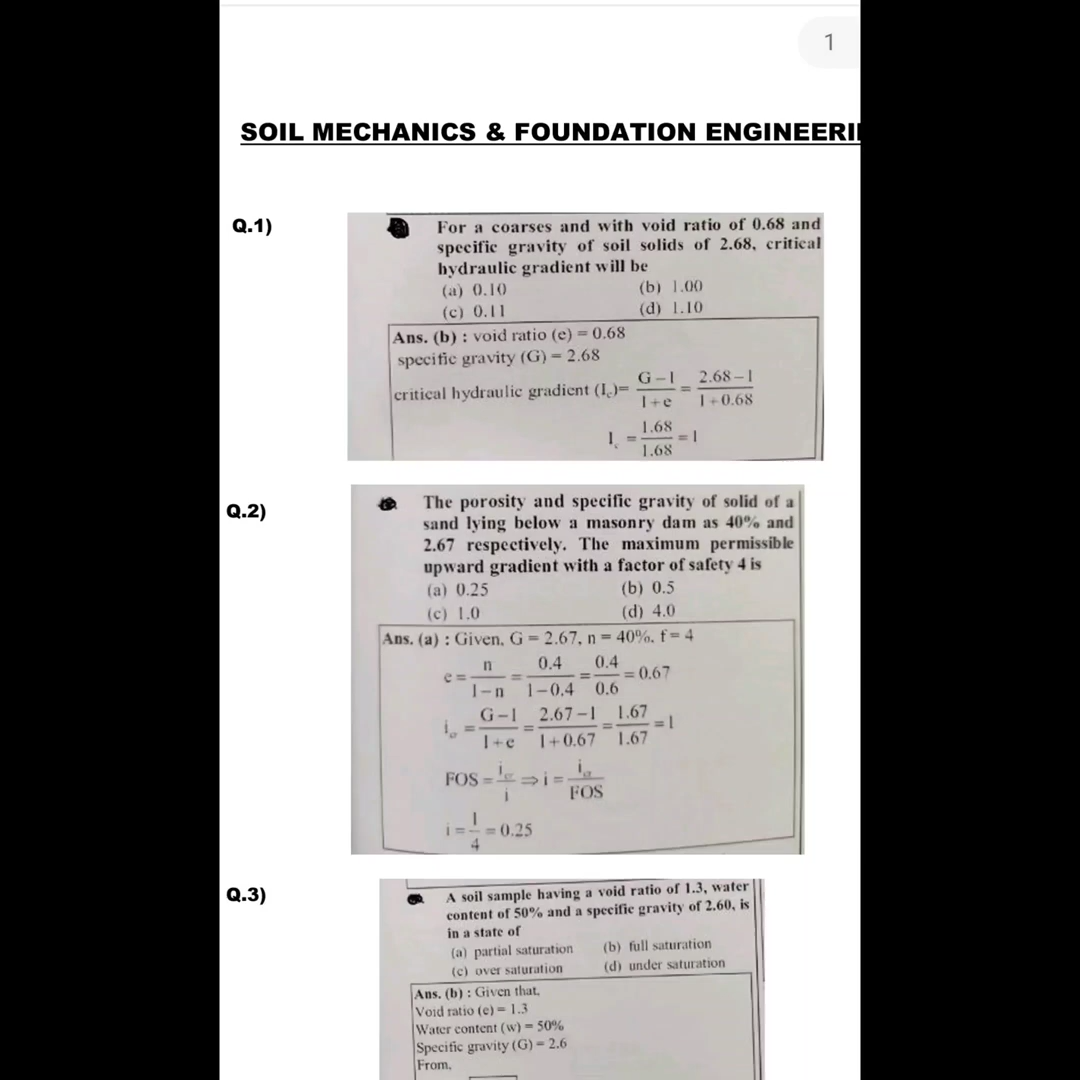 1
SOIL MECHANICS & FOUNDATION ENGINEERI
Q.1)
For a coarses and with void ratio of 0.68 and
specific gravity of soil solids of 2.68, critical
hydraulic gradient will be
(a) 0.10 (b) 1.00
(c) 0.11 (d) 1.10
Ans. (b) : void ratio (e) = 0.68
specific gravity (G) = 2.68
critical hydraulic gradient (I_c)= (G−1)/(1+e) = (2.68−1)/(1+0.68)
I_c = 1.68/1.68 = 1
Q.2)
The porosity and specific gravity of solid of a
sand lying below a masonry dam as 40% and
2.67 respectively. The maximum permissible
upward gradient with a factor of safety 4 is
(a) 0.25 (b) 0.5
(c) 1.0 (d) 4.0
Ans. (a) : Given, G = 2.67, n = 40%. f = 4
e = n/(1−n) = 0.4/(1−0.4) = 0.4/0.6 = 0.67
i_cr = (G−1)/(1+e) = (2.67−1)/(1+0.67) = 1.67/1.67 = 1
FOS = i_cr/i ⇒ i = i_cr/FOS
i = 1/4 = 0.25
Q.3)
A soil sample having a void ratio of 1.3, water
content of 50% and a specific gravity of 2.60, is
in a state of
(a) partial saturation (b) full saturation
(c) over saturation (d) under saturation
Ans. (b) : Given that,
Void ratio (e) = 1.3
Water content (w) = 50%
Specific gravity (G) = 2.6
From,